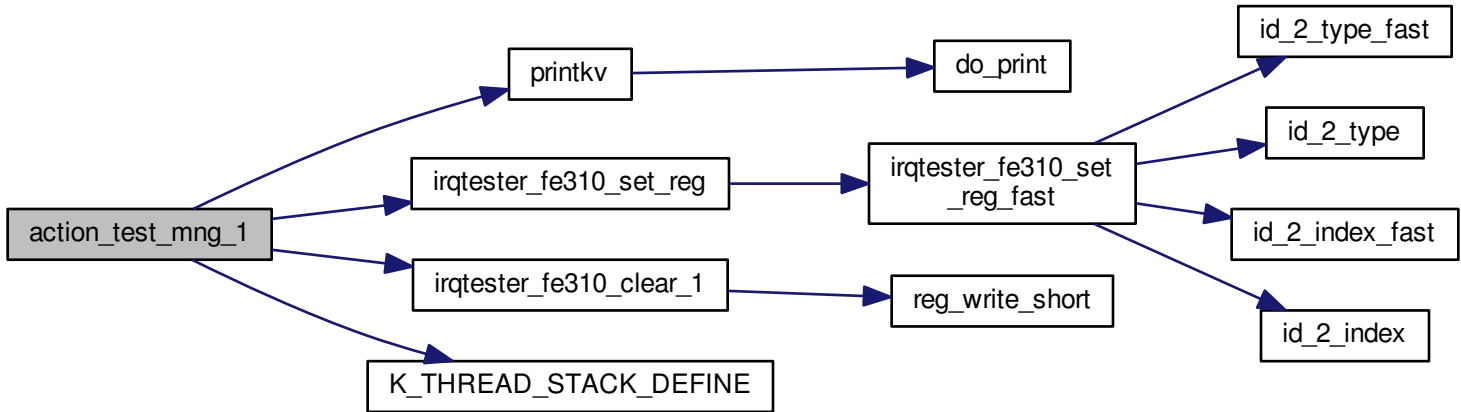 id_2_type_fast
printkv
do_print
id_2_type
irqtester_fe310_set_reg
irqtester_fe310_set
_reg_fast
action_test_mng_1
id_2_index_fast
irqtester_fe310_clear_1
reg_write_short
id_2_index
K_THREAD_STACK_DEFINE